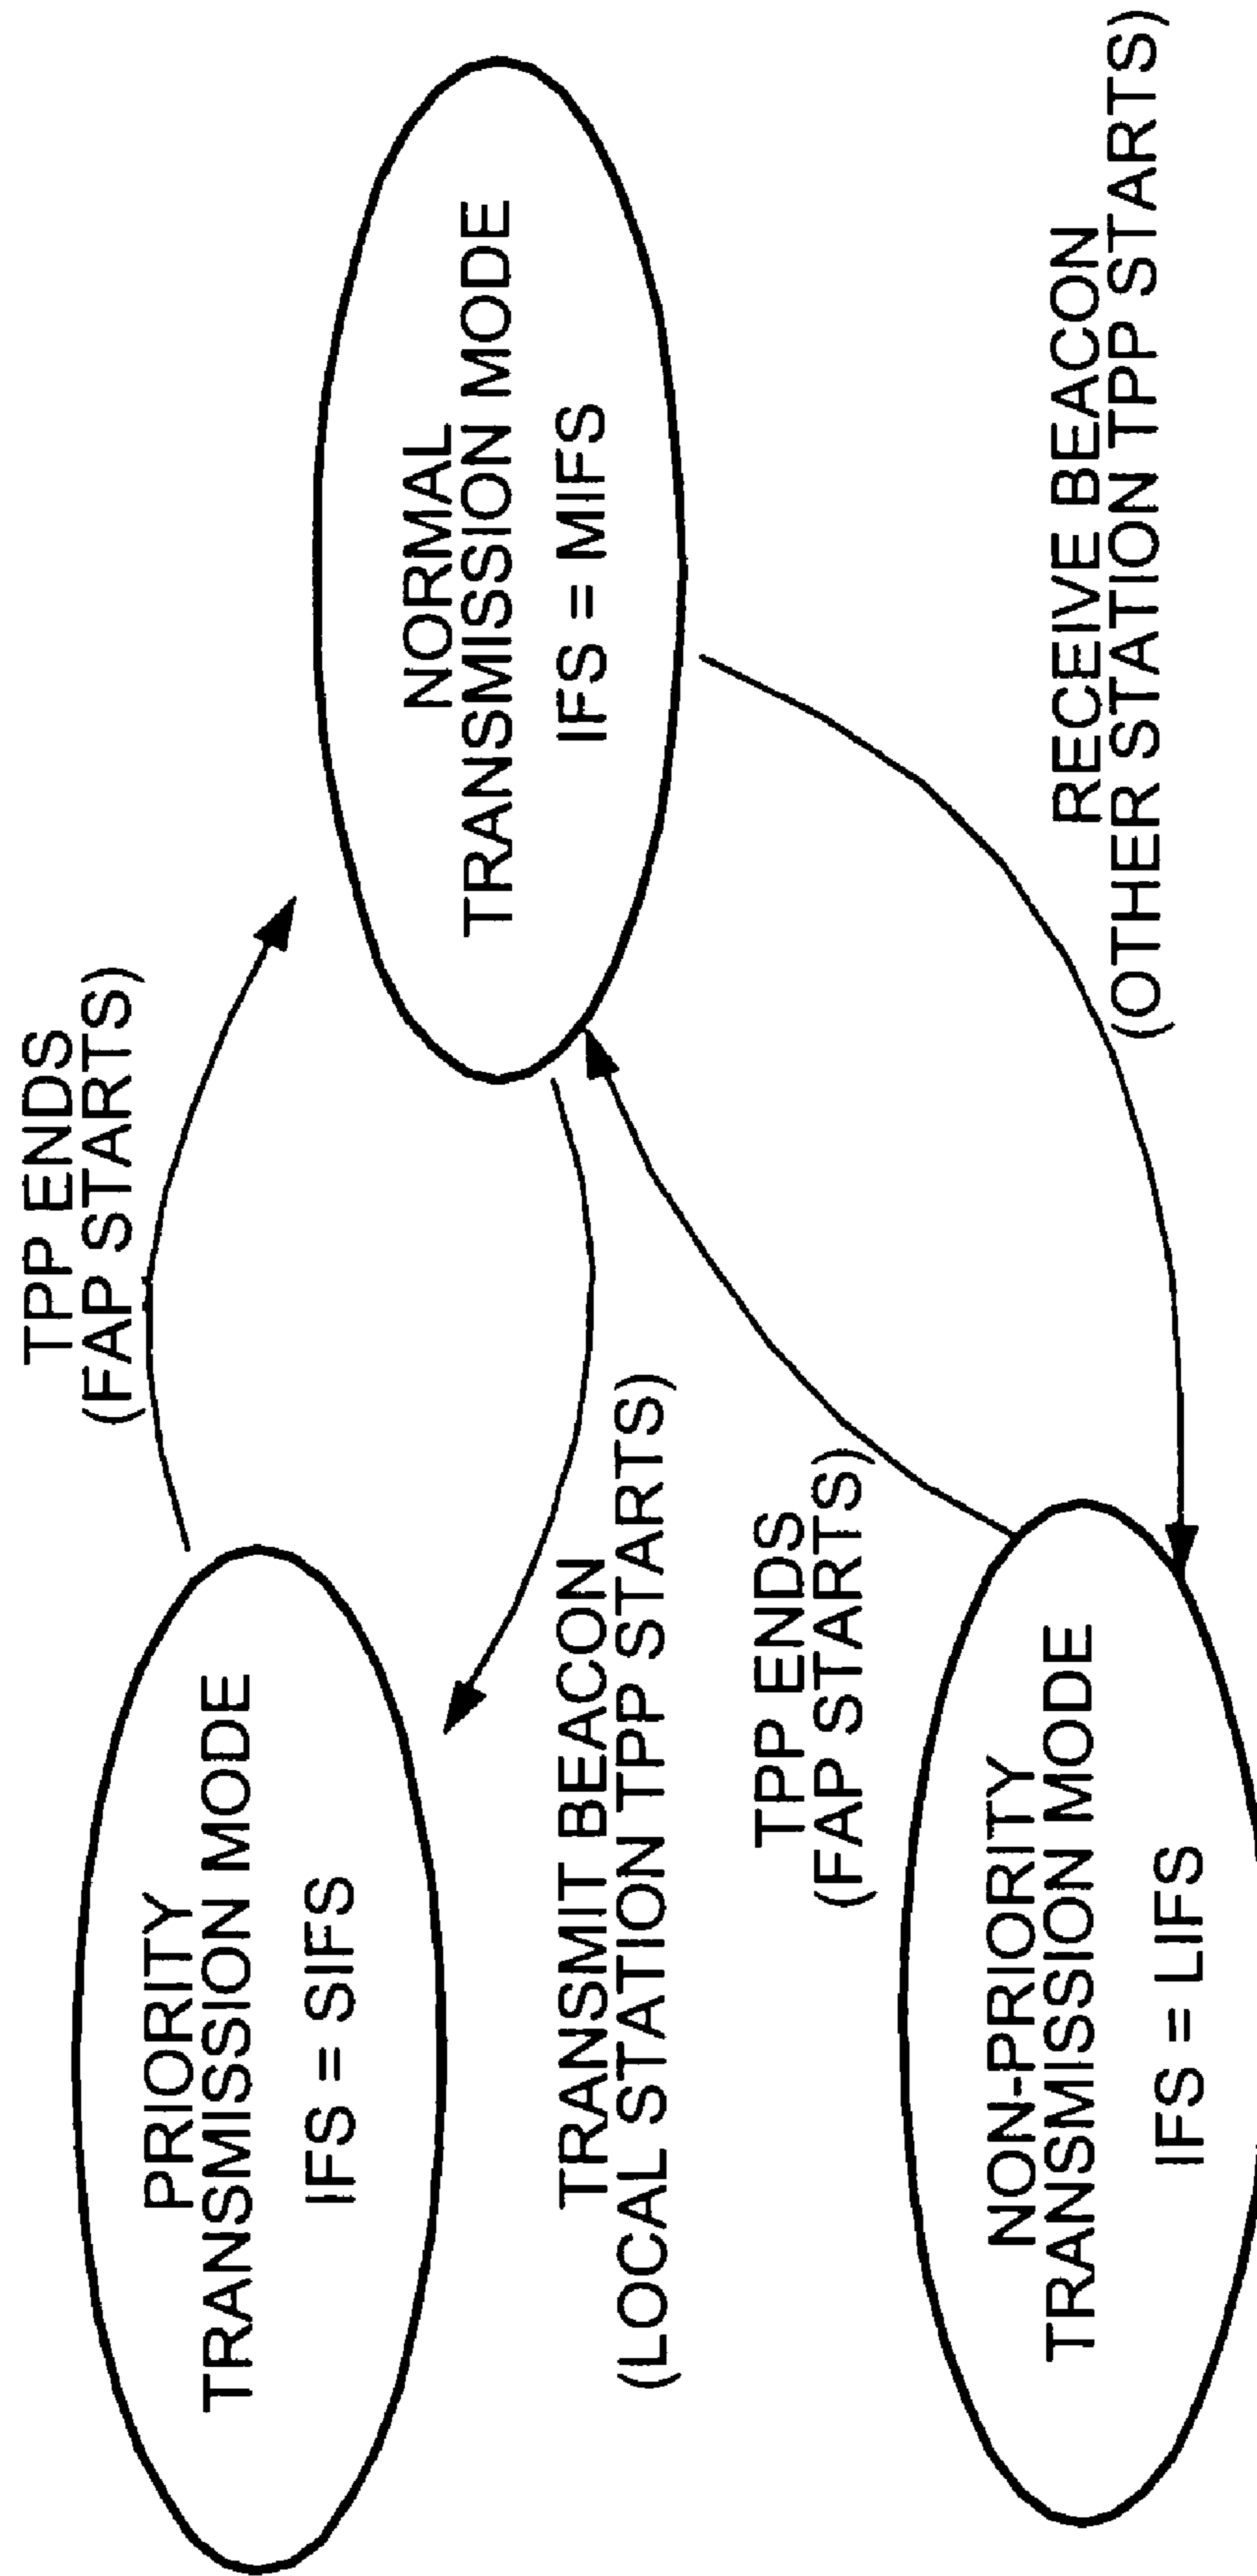 TPP ENDS
(FAP STARTS)
PRIORITY
TRANSMISSION MODE
IFS = SIFS
NORMAL
TRANSMISSION MODE
IFS = MIFS
TRANSMIT BEACON
(LOCAL STATION TPP STARTS)
TPP ENDS
(FAP STARTS)
NON-PRIORITY
TRANSMISSION MODE
IFS = LIFS
RECEIVE BEACON
(OTHER STATION TPP STARTS)